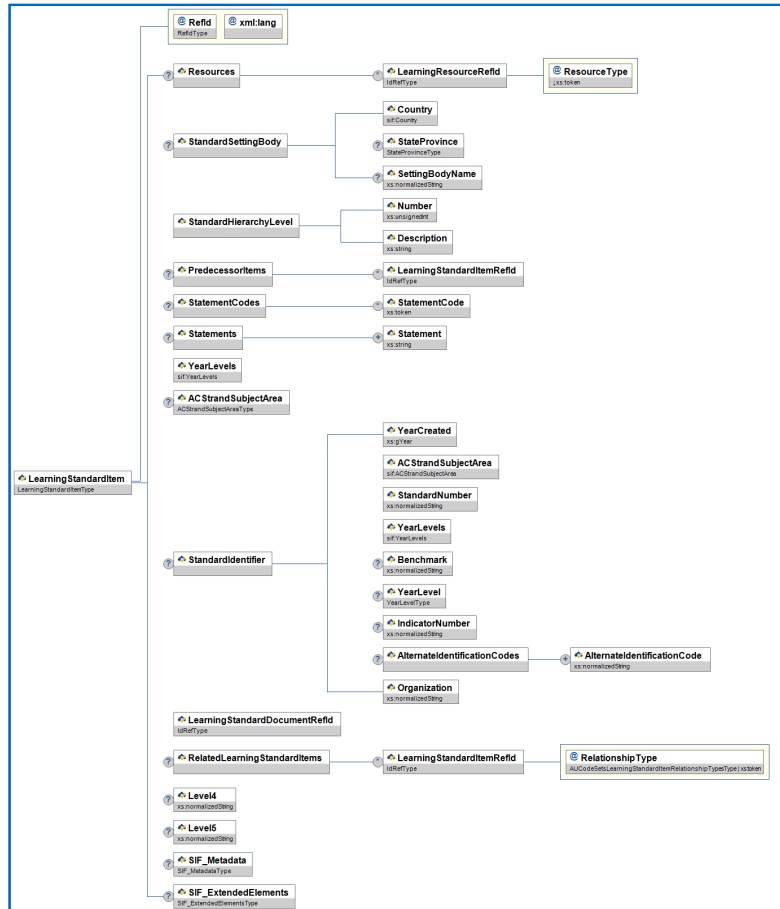 @ RefId
RefIdType
@ xml:lang
? Resources
* LearningResourceRefId
IdRefType
@ ResourceType
xs:token
? StandardSettingBody
Country
sif:Country
? StateProvince
StateProvinceType
? SettingBodyName
xs:normalizedString
StandardHierarchyLevel
Number
xs:unsignedInt
Description
xs:string
? PredecessorItems
* LearningStandardItemRefId
IdRefType
? StatementCodes
* StatementCode
xs:token
? Statements
+ Statement
xs:string
YearLevels
sif:YearLevels
? ACStrandSubjectArea
ACStrandSubjectAreaType
LearningStandardItem
LearningStandardItemType
? StandardIdentifier
YearCreated
xs:gYear
ACStrandSubjectArea
sif:ACStrandSubjectArea
StandardNumber
xs:normalizedString
YearLevels
sif:YearLevels
? Benchmark
xs:normalizedString
? YearLevel
YearLevelType
? IndicatorNumber
xs:normalizedString
? AlternateIdentificationCodes
+ AlternateIdentificationCode
xs:normalizedString
Organization
xs:normalizedString
LearningStandardDocumentRefId
IdRefType
? RelatedLearningStandardItems
* LearningStandardItemRefId
IdRefType
@ RelationshipType
AUCodeSetsLearningStandardItemRelationshipTypesType | xs:token
? Level4
xs:normalizedString
? Level5
xs:normalizedString
? SIF_Metadata
SIF_MetadataType
? SIF_ExtendedElements
SIF_ExtendedElementsType